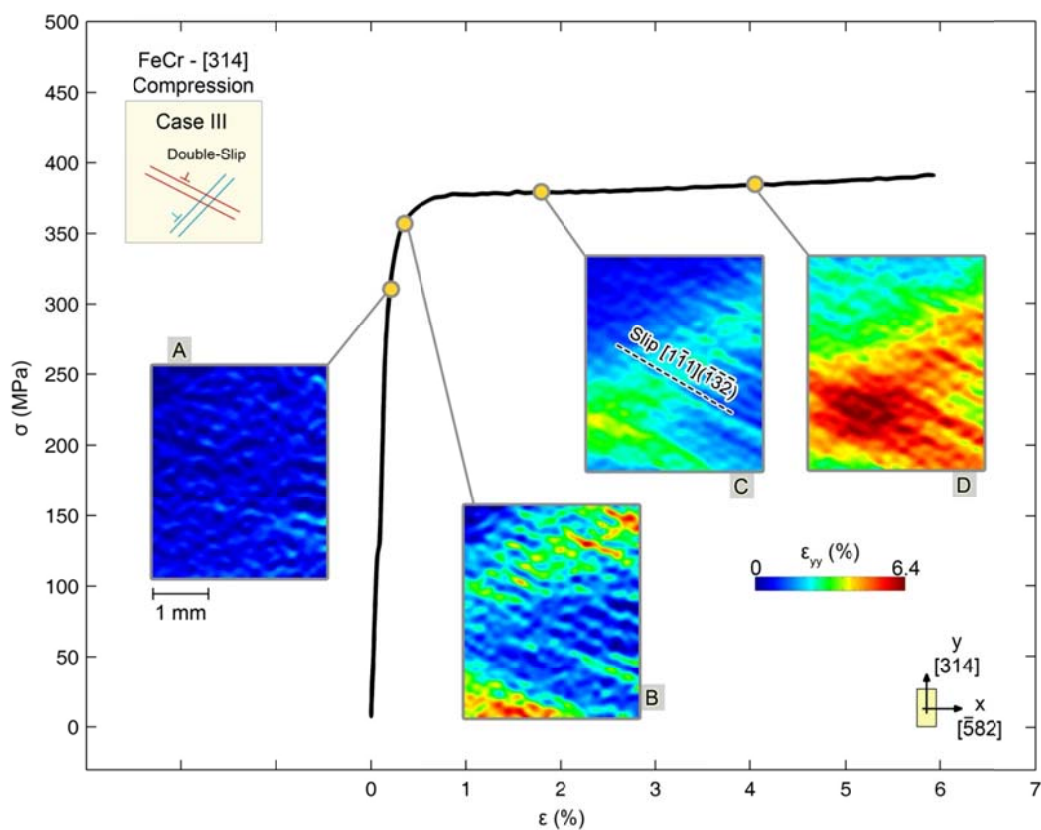 500
450
400
350
300
250
200
150
100
50
0
σ (MPa)
FeCr - [314]
Compression
Case III
Double-Slip
A
1 mm
B
Slip [11̄1](1̄3̄2̄)
C
D
0
ε_yy (%)
6.4
y
[314]
x
[5̄82]
0
1
2
3
4
5
6
7
ε (%)